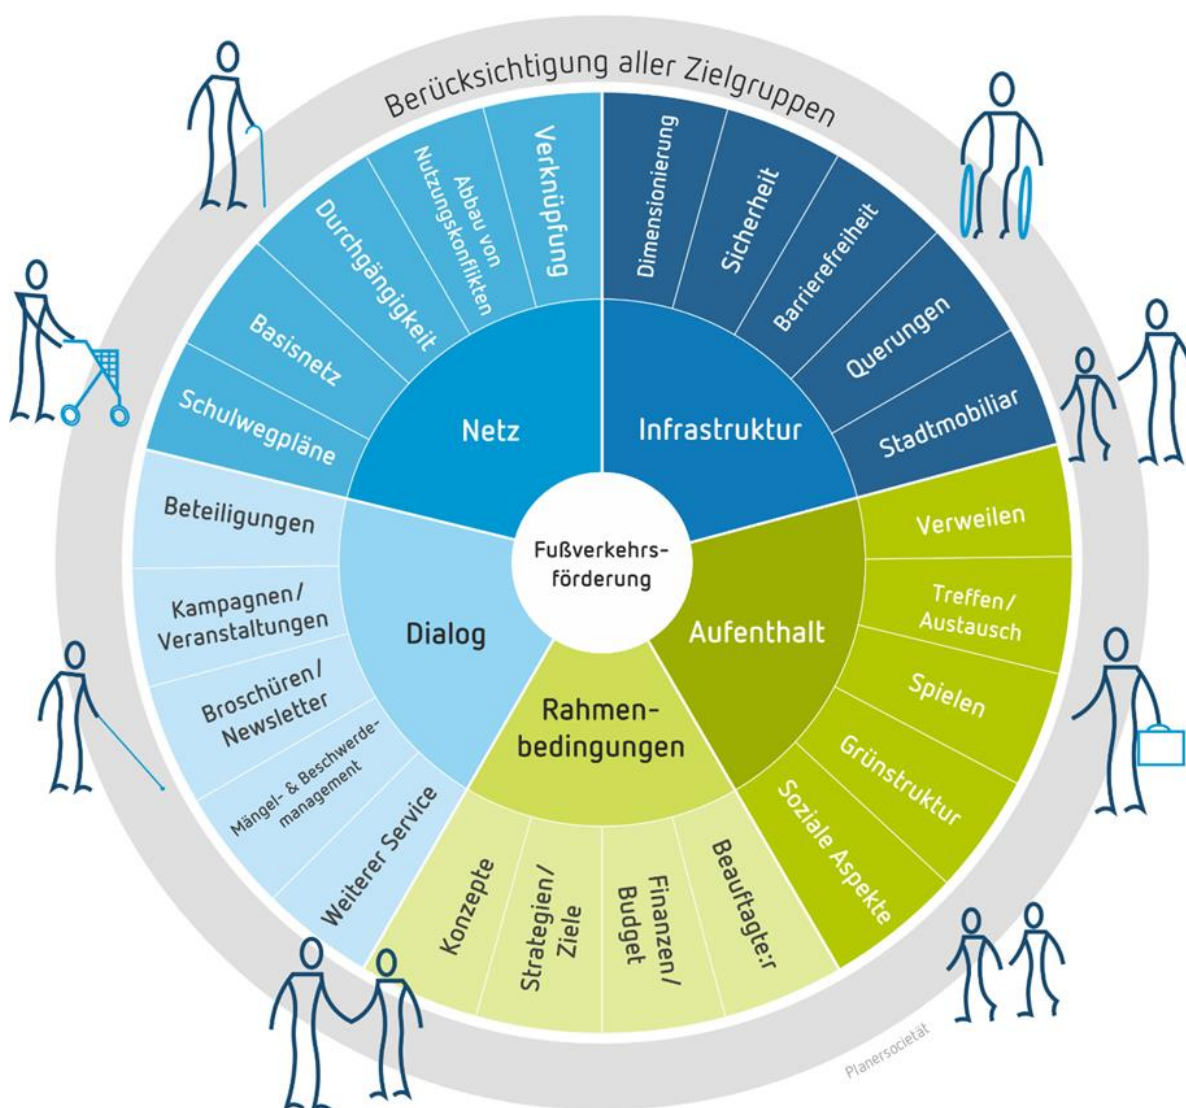 Berücksichtigung aller Zielgruppen
Fußverkehrs-
förderung
Netz
Schulwegpläne
Basisnetz
Durchgängigkeit
Abbau von
Nutzungskonflikten
Verknüpfung
Infrastruktur
Dimensionierung
Sicherheit
Barrierefreiheit
Querungen
Stadtmobiliar
Aufenthalt
Verweilen
Treffen/
Austausch
Spielen
Grünstruktur
Soziale Aspekte
Rahmen-
bedingungen
Beauftagte:r
Finanzen/
Budget
Strategien/
Ziele
Konzepte
Dialog
Weiterer Service
Mängel- & Beschwerde-
management
Broschüren/
Newsletter
Kampagnen/
Veranstaltungen
Beteiligungen
Planersocietät